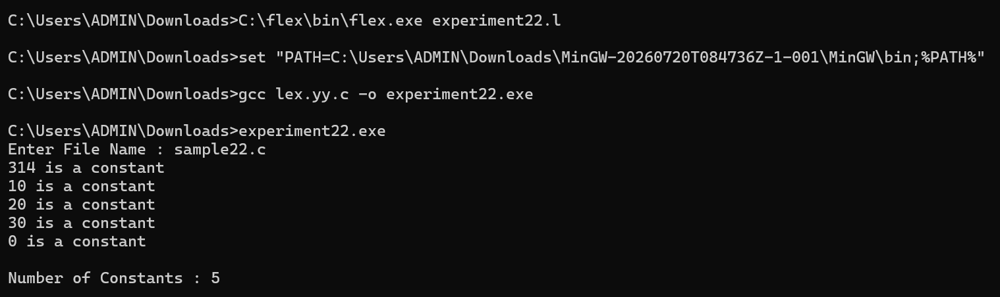 C:\Users\ADMIN\Downloads>C:\flex\bin\flex.exe experiment22.l
C:\Users\ADMIN\Downloads>set "PATH=C:\Users\ADMIN\Downloads\MinGW-20260720T084736Z-1-001\MinGW\bin;%PATH%"
C:\Users\ADMIN\Downloads>gcc lex.yy.c -o experiment22.exe
C:\Users\ADMIN\Downloads>experiment22.exe
Enter File Name : sample22.c
314 is a constant
10 is a constant
20 is a constant
30 is a constant
0 is a constant
Number of Constants : 5